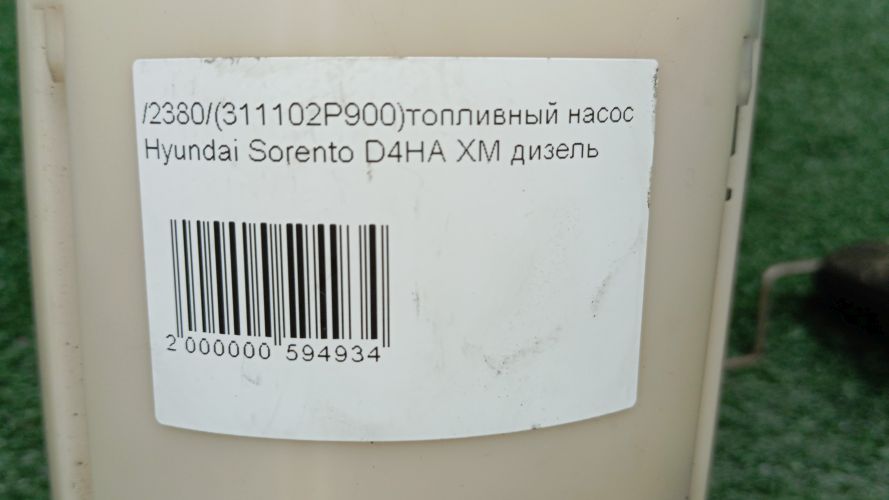 /2380/(311102P900)топливный насос
Hyundai Sorento D4HA XM дизель
2 000000 594934